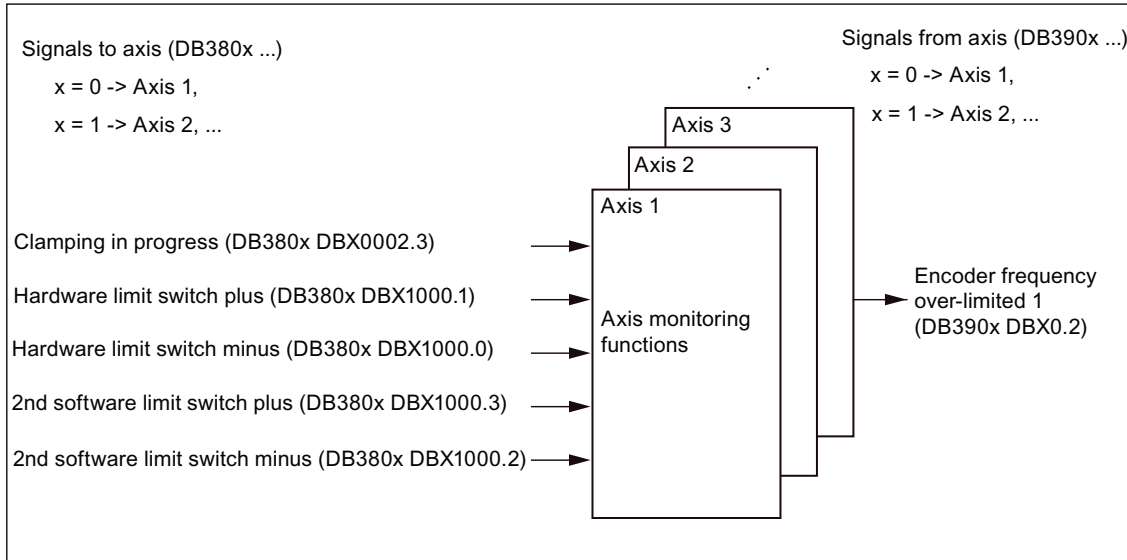 Signals to axis (DB380x ...)
x = 0 -> Axis 1,
x = 1 -> Axis 2, ...
Signals from axis (DB390x ...)
x = 0 -> Axis 1,
x = 1 -> Axis 2, ...
Axis 3
Axis 2
Axis 1
Clamping in progress (DB380x DBX0002.3)
Hardware limit switch plus (DB380x DBX1000.1)
Hardware limit switch minus (DB380x DBX1000.0)
2nd software limit switch plus (DB380x DBX1000.3)
2nd software limit switch minus (DB380x DBX1000.2)
Axis monitoring
functions
Encoder frequency
over-limited 1
(DB390x DBX0.2)